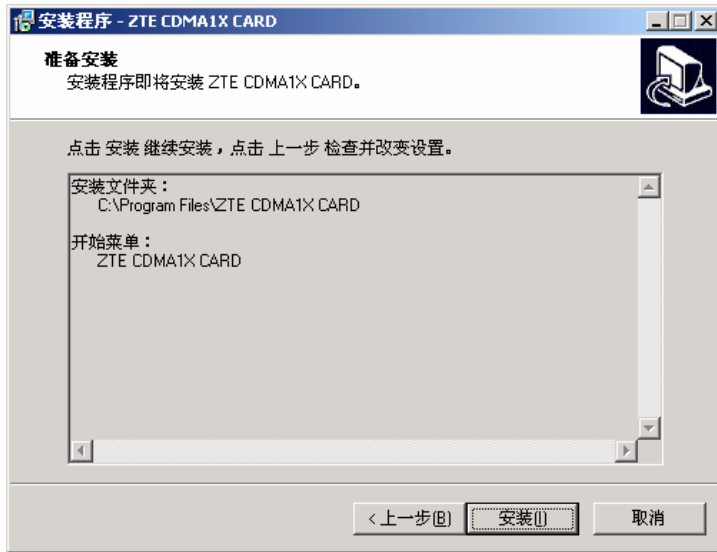 安装程序 - ZTE CDMA1X CARD
准备安装
安装程序即将安装 ZTE CDMA1X CARD。
点击 安装 继续安装，点击 上一步 检查并改变设置。
安装文件夹：
C:\Program Files\ZTE CDMA1X CARD
开始菜单：
ZTE CDMA1X CARD
< 上一步(B) 安装(I) 取消